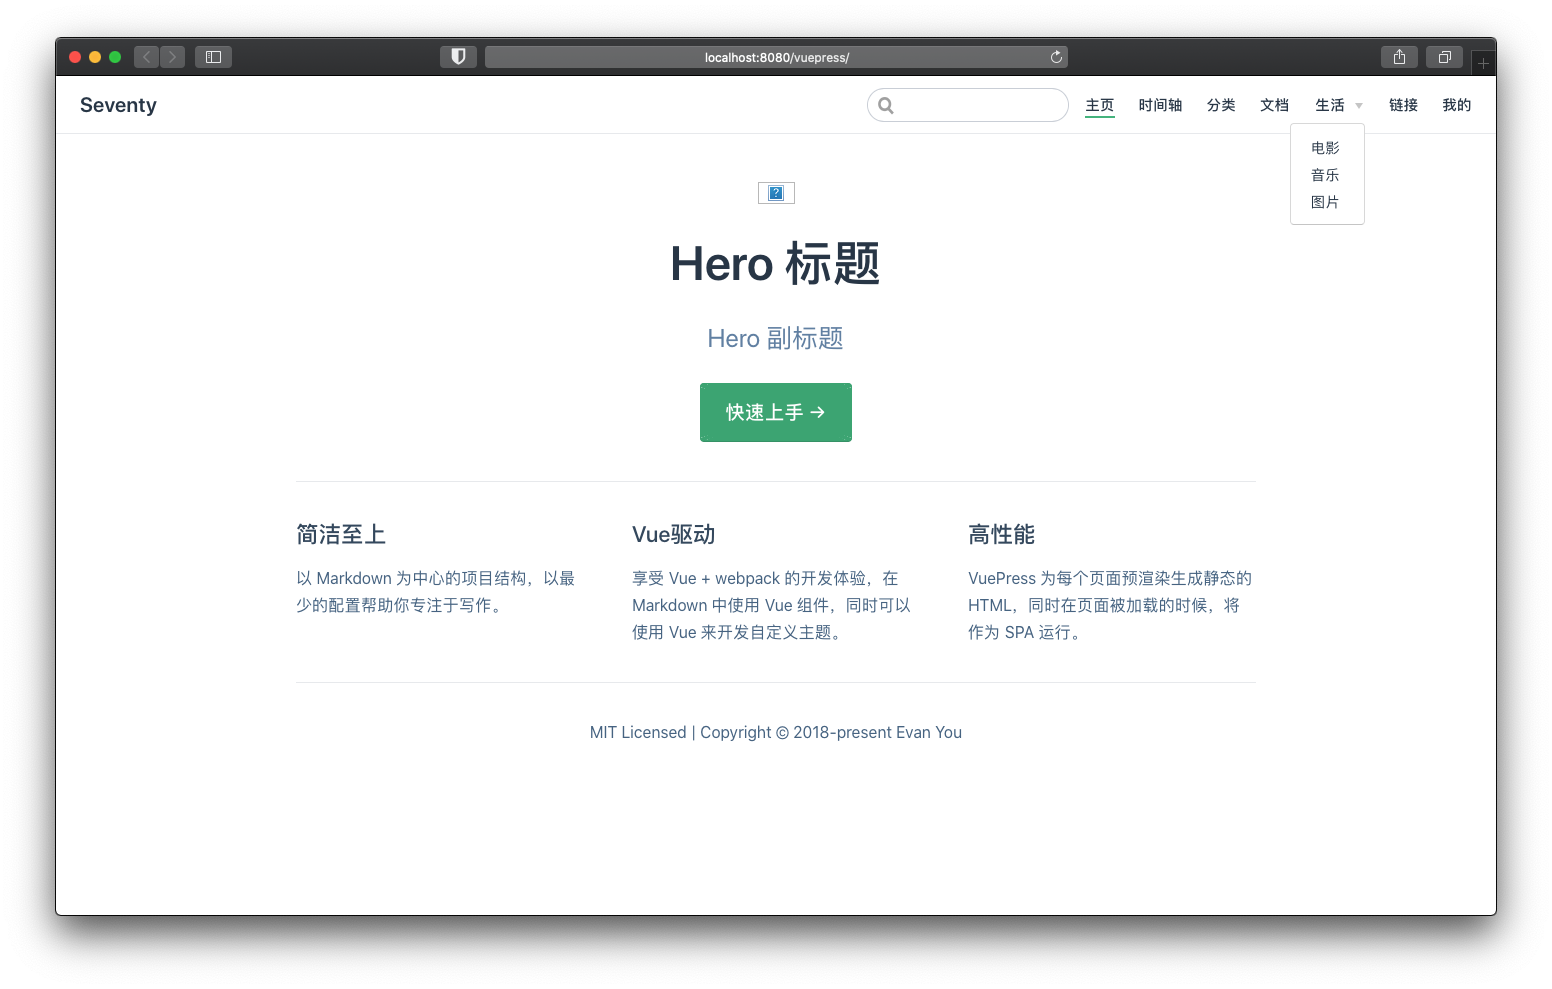 localhost:8080/vuepress/
Seventy
主页 时间轴 分类 文档 生活 链接 我的
电影
音乐
图片
Hero 标题
Hero 副标题
快速上手 →
简洁至上
以 Markdown 为中心的项目结构，以最
少的配置帮助你专注于写作。
Vue驱动
享受 Vue + webpack 的开发体验，在
Markdown 中使用 Vue 组件，同时可以
使用 Vue 来开发自定义主题。
高性能
VuePress 为每个页面预渲染生成静态的
HTML，同时在页面被加载的时候，将
作为 SPA 运行。
MIT Licensed | Copyright © 2018-present Evan You